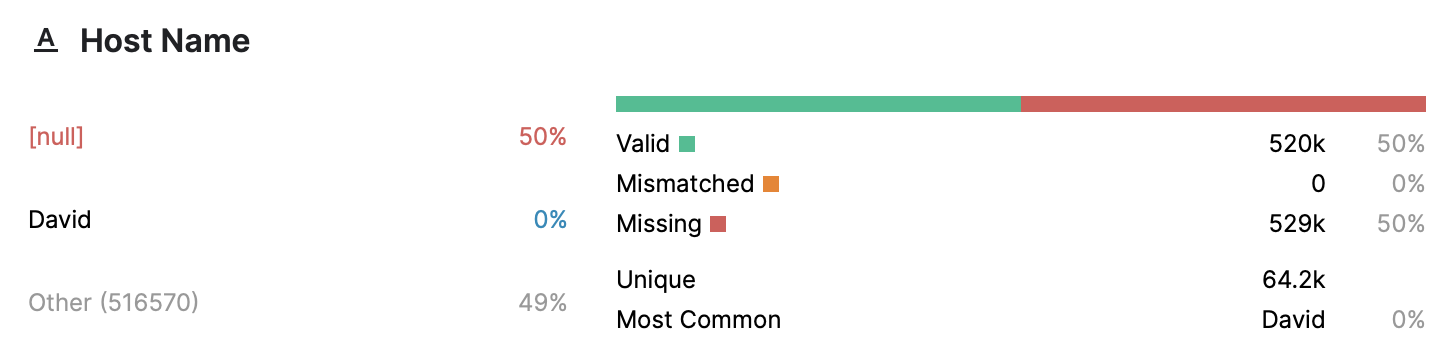 A Host Name
[null] 50%
David 0%
Other (516570) 49%
Valid 520k 50%
Mismatched 0 0%
Missing 529k 50%
Unique 64.2k
Most Common David 0%